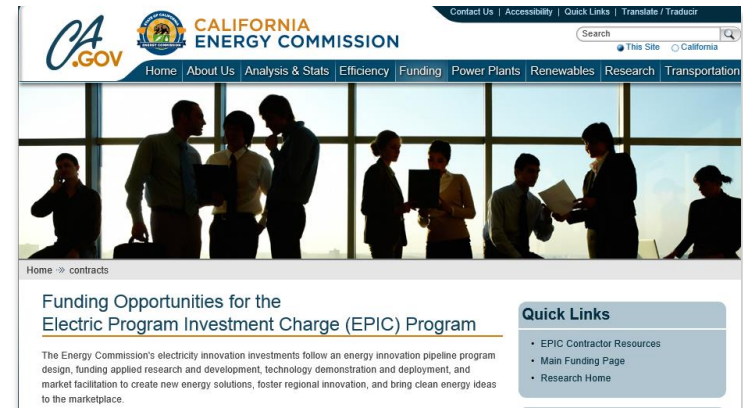 Contact Us | Accessibility | Quick Links | Translate / Traducir
CA
.GOV
CALIFORNIA
ENERGY COMMISSION
Search
This Site California
Home About Us Analysis & Stats Efficiency Funding Power Plants Renewables Research Transportation
Home ·» contracts
Funding Opportunities for the
Electric Program Investment Charge (EPIC) Program
The Energy Commission's electricity innovation investments follow an energy innovation pipeline program
design, funding applied research and development, technology demonstration and deployment, and
market facilitation to create new energy solutions, foster regional innovation, and bring clean energy ideas
to the marketplace.
Quick Links
• EPIC Contractor Resources
• Main Funding Page
• Research Home